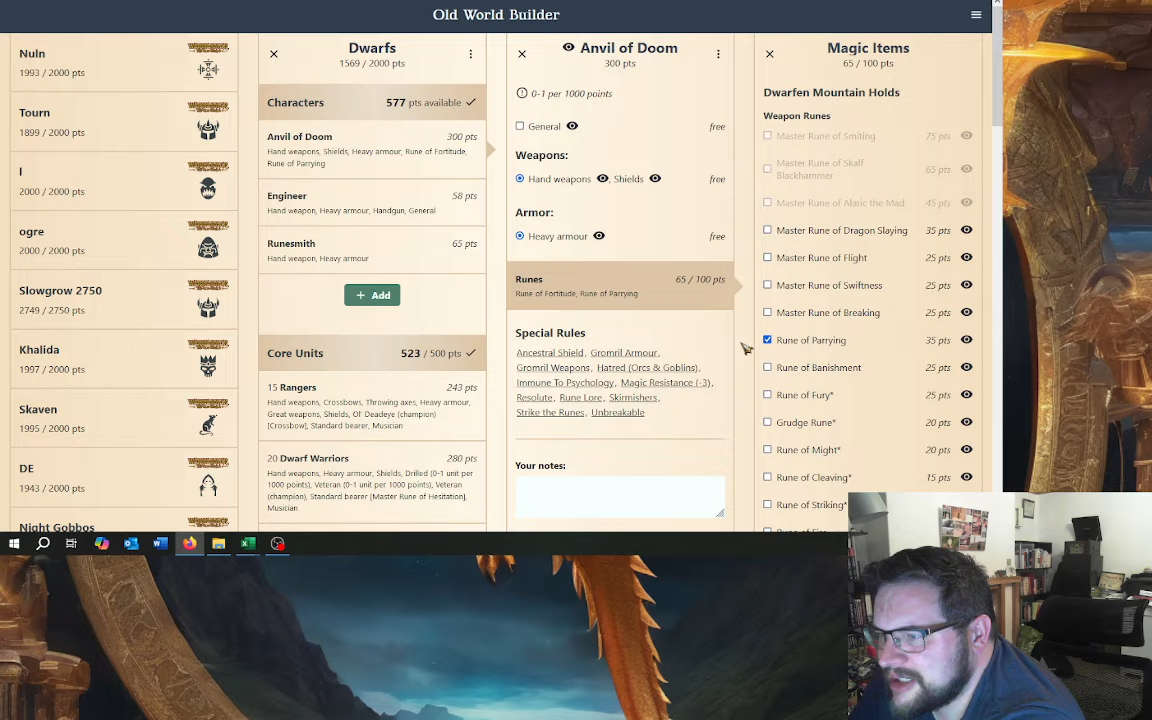 Old World Builder
Nuln
1993 / 2000 pts
Tourn
1899 / 2000 pts
I
2000 / 2000 pts
ogre
2000 / 2000 pts
Slowgrow 2750
2749 / 2750 pts
Khalida
1997 / 2000 pts
Skaven
1995 / 2000 pts
DE
1943 / 2000 pts
Night Gobbos
Dwarfs
1569 / 2000 pts
Characters 577 pts available
Anvil of Doom 300 pts
Hand weapons, Shields, Heavy armour, Rune of Fortitude,
Rune of Parrying
Engineer 58 pts
Hand weapon, Heavy armour, Handgun, General
Runesmith 65 pts
Hand weapon, Heavy armour
+ Add
Core Units 523 / 500 pts
15 Rangers 243 pts
Hand weapons, Crossbows, Throwing axes, Heavy armour,
Great weapons, Shields, Ol' Deadeye (champion)
[Crossbow], Standard bearer, Musician
20 Dwarf Warriors 280 pts
Hand weapons, Heavy armour, Shields, Drilled (0-1 unit per
1000 points), Veteran (0-1 unit per 1000 points), Veteran
(champion), Standard bearer [Master Rune of Hesitation],
Musician
Anvil of Doom
300 pts
0-1 per 1000 points
General free
Weapons:
Hand weapons, Shields free
Armor:
Heavy armour free
Runes 65 / 100 pts
Rune of Fortitude, Rune of Parrying
Special Rules
Ancestral Shield, Gromril Armour,
Gromril Weapons, Hatred (Orcs & Goblins),
Immune To Psychology, Magic Resistance (-3),
Resolute, Rune Lore, Skirmishers,
Strike the Runes, Unbreakable
Your notes:
Magic Items
65 / 100 pts
Dwarfen Mountain Holds
Weapon Runes
Master Rune of Smiting 75 pts
Master Rune of Skalf
Blackhammer 65 pts
Master Rune of Alaric the Mad 45 pts
Master Rune of Dragon Slaying 35 pts
Master Rune of Flight 25 pts
Master Rune of Swiftness 25 pts
Master Rune of Breaking 25 pts
Rune of Parrying 35 pts
Rune of Banishment 25 pts
Rune of Fury* 25 pts
Grudge Rune* 20 pts
Rune of Might* 20 pts
Rune of Cleaving* 15 pts
Rune of Striking*